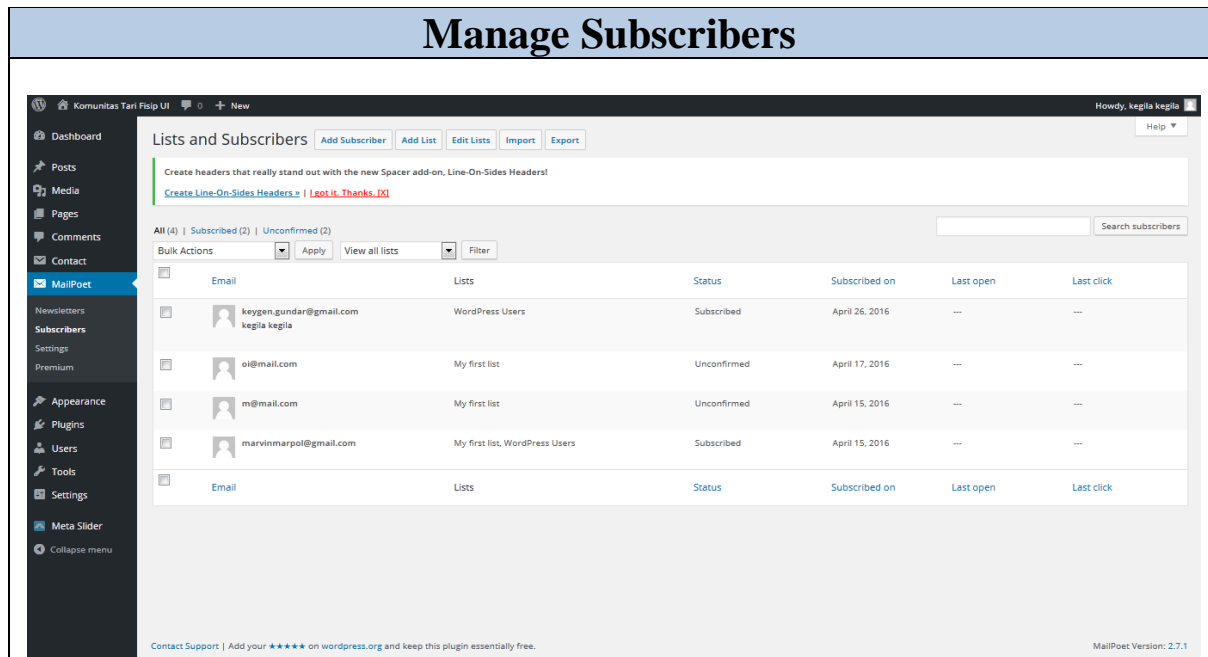 Manage Subscribers
Komunitas Tari Fisip UI 0 + New Howdy, kegila kegila
Help ▼
Dashboard
Posts
Media
Pages
Comments
Contact
MailPoet
Newsletters
Subscribers
Settings
Premium
Appearance
Plugins
Users
Tools
Settings
Meta Slider
Collapse menu
Lists and Subscribers Add Subscriber Add List Edit Lists Import Export
Create headers that really stand out with the new Spacer add-on, Line-On-Sides Headers!
Create Line-On-Sides Headers » | I got it. Thanks. [X]
All (4) | Subscribed (2) | Unconfirmed (2)
Search subscribers
Bulk Actions Apply View all lists Filter
Email Lists Status Subscribed on Last open Last click
keygen.gundar@gmail.com WordPress Users Subscribed April 26, 2016 --- ---
kegila kegila
oi@mail.com My first list Unconfirmed April 17, 2016 --- ---
m@mail.com My first list Unconfirmed April 15, 2016 --- ---
marvinmarpol@gmail.com My first list, WordPress Users Subscribed April 15, 2016 --- ---
Email Lists Status Subscribed on Last open Last click
Contact Support | Add your ★★★★★ on wordpress.org and keep this plugin essentially free. MailPoet Version: 2.7.1